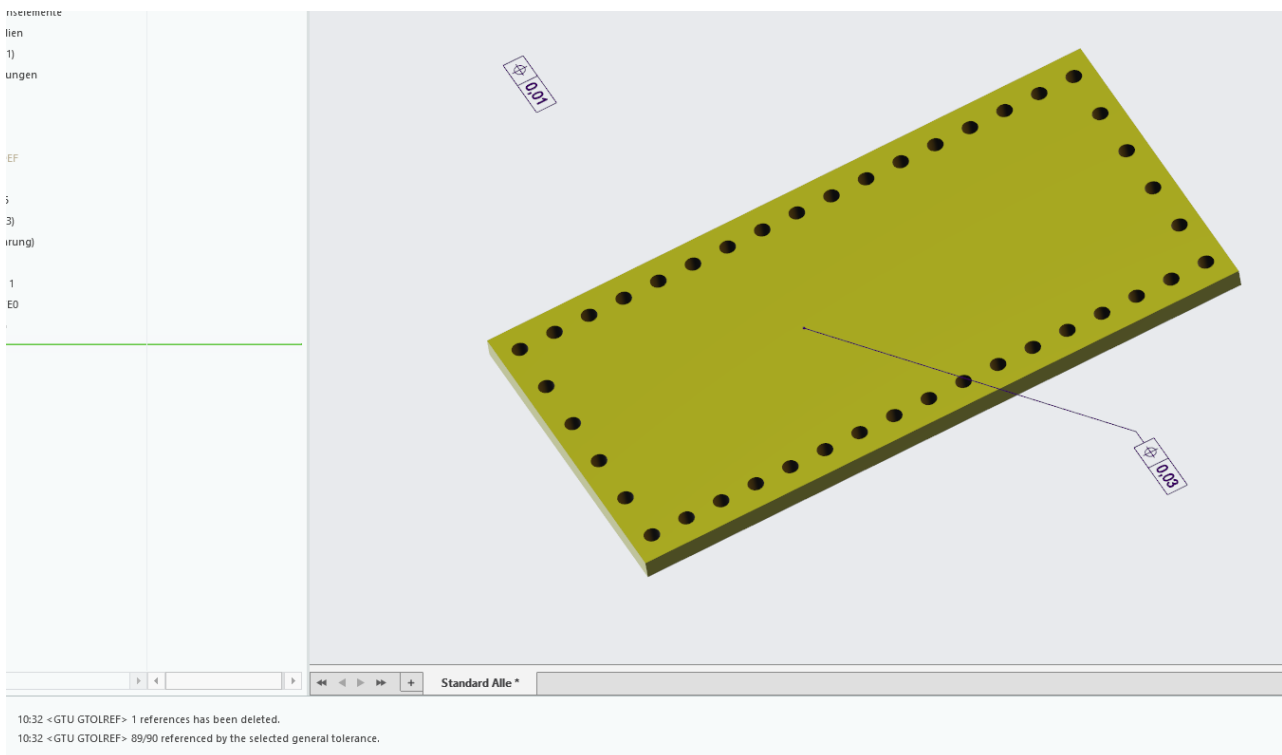 nselemente
lien
1)
ungen
EF
3)
arung)
1
E0
0,01
0,03
+
Standard Alle *
10:32 <GTU GTOLREF> 1 references has been deleted.
10:32 <GTU GTOLREF> 89/90 referenced by the selected general tolerance.